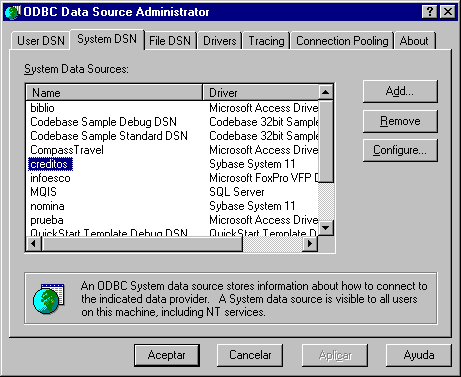 ODBC Data Source Administrator
User DSN System DSN File DSN Drivers Tracing Connection Pooling About
System Data Sources:
Name Driver
biblio Microsoft Access Drive
Codebase Sample Debug DSN Codebase 32bit Sample
Codebase Sample Standard DSN Codebase 32bit Sample
CompassTravel Microsoft Access Drive
creditos Sybase System 11
infoesco Microsoft FoxPro VFP D
MQIS SQL Server
nomina Sybase System 11
prueba Microsoft Access Drive
QuickStart Template Debug DSN QuickStart Template D
Add...
Remove
Configure...
An ODBC System data source stores information about how to connect to
the indicated data provider. A System data source is visible to all users
on this machine, including NT services.
Aceptar Cancelar Aplicar Ayuda